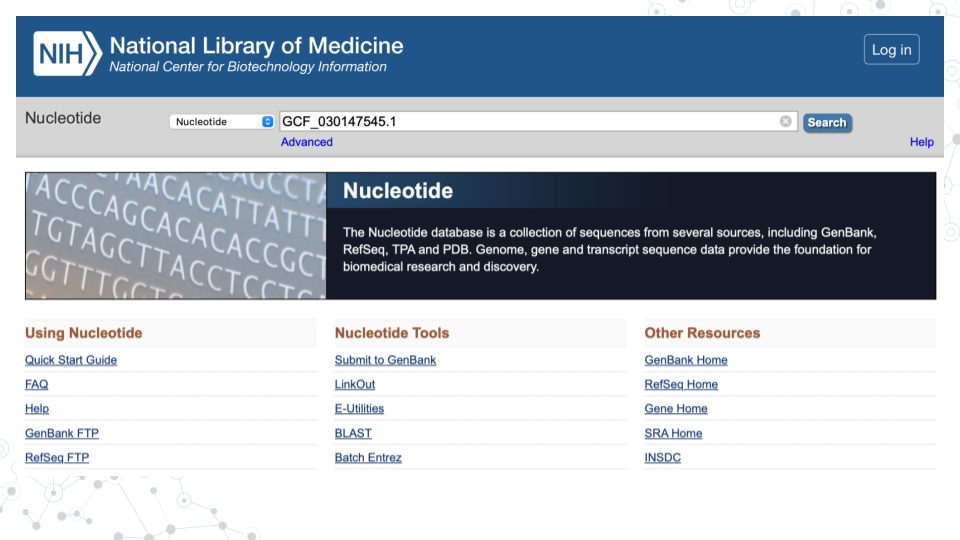 NIH National Library of Medicine
National Center for Biotechnology Information
Log in
Nucleotide
Nucleotide
GCF_030147545.1
Search
Advanced
Help
ACCCAGCACACACCGCT
TGTAGCTTACCTCCTC
Nucleotide
The Nucleotide database is a collection of sequences from several sources, including GenBank,
RefSeq, TPA and PDB. Genome, gene and transcript sequence data provide the foundation for
biomedical research and discovery.
Using Nucleotide
Quick Start Guide
FAQ
Help
GenBank FTP
RefSeq FTP
Nucleotide Tools
Submit to GenBank
LinkOut
E-Utilities
BLAST
Batch Entrez
Other Resources
GenBank Home
RefSeq Home
Gene Home
SRA Home
INSDC